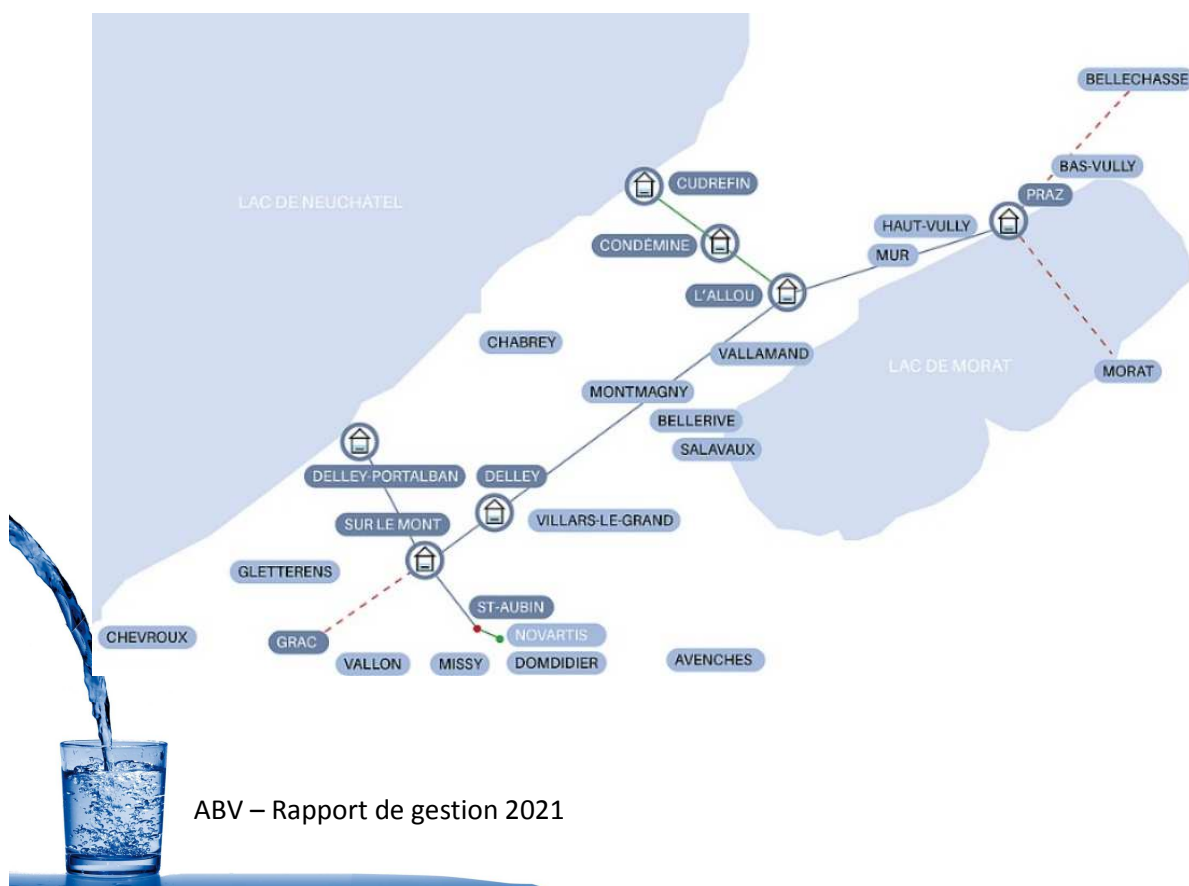 BELLECHASSE
BAS-VULLY
CUDREFIN
PRAZ
LAC DE NEUCHÂTEL
HAUT-VULLY
CONDÉMINE
MUR
L'ALLOU
CHABREY
VALLAMAND
LAC DE MORAT
MORAT
MONTMAGNY
BELLERIVE
SALAVAUX
DELLEY-PORTALBAN
DELLEY
SUR LE MONT
VILLARS-LE-GRAND
GLETTERENS
ST-AUBIN
CHEVROUX
GRAC
NOVARTIS
VALLON
MISSY
DOMDIDIER
AVENCHES
ABV – Rapport de gestion 2021